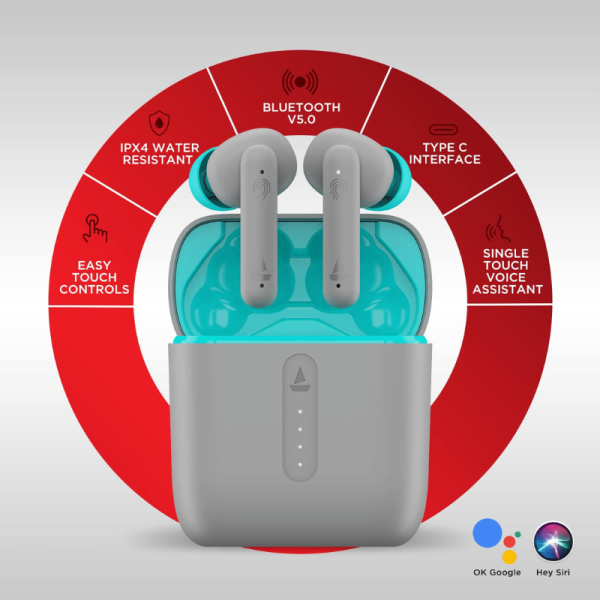 BLUETOOTH
V5.0
IPX4 WATER
RESISTANT
TYPE C
INTERFACE
EASY
TOUCH
CONTROLS
SINGLE
TOUCH
VOICE
ASSISTANT
OK Google
Hey Siri